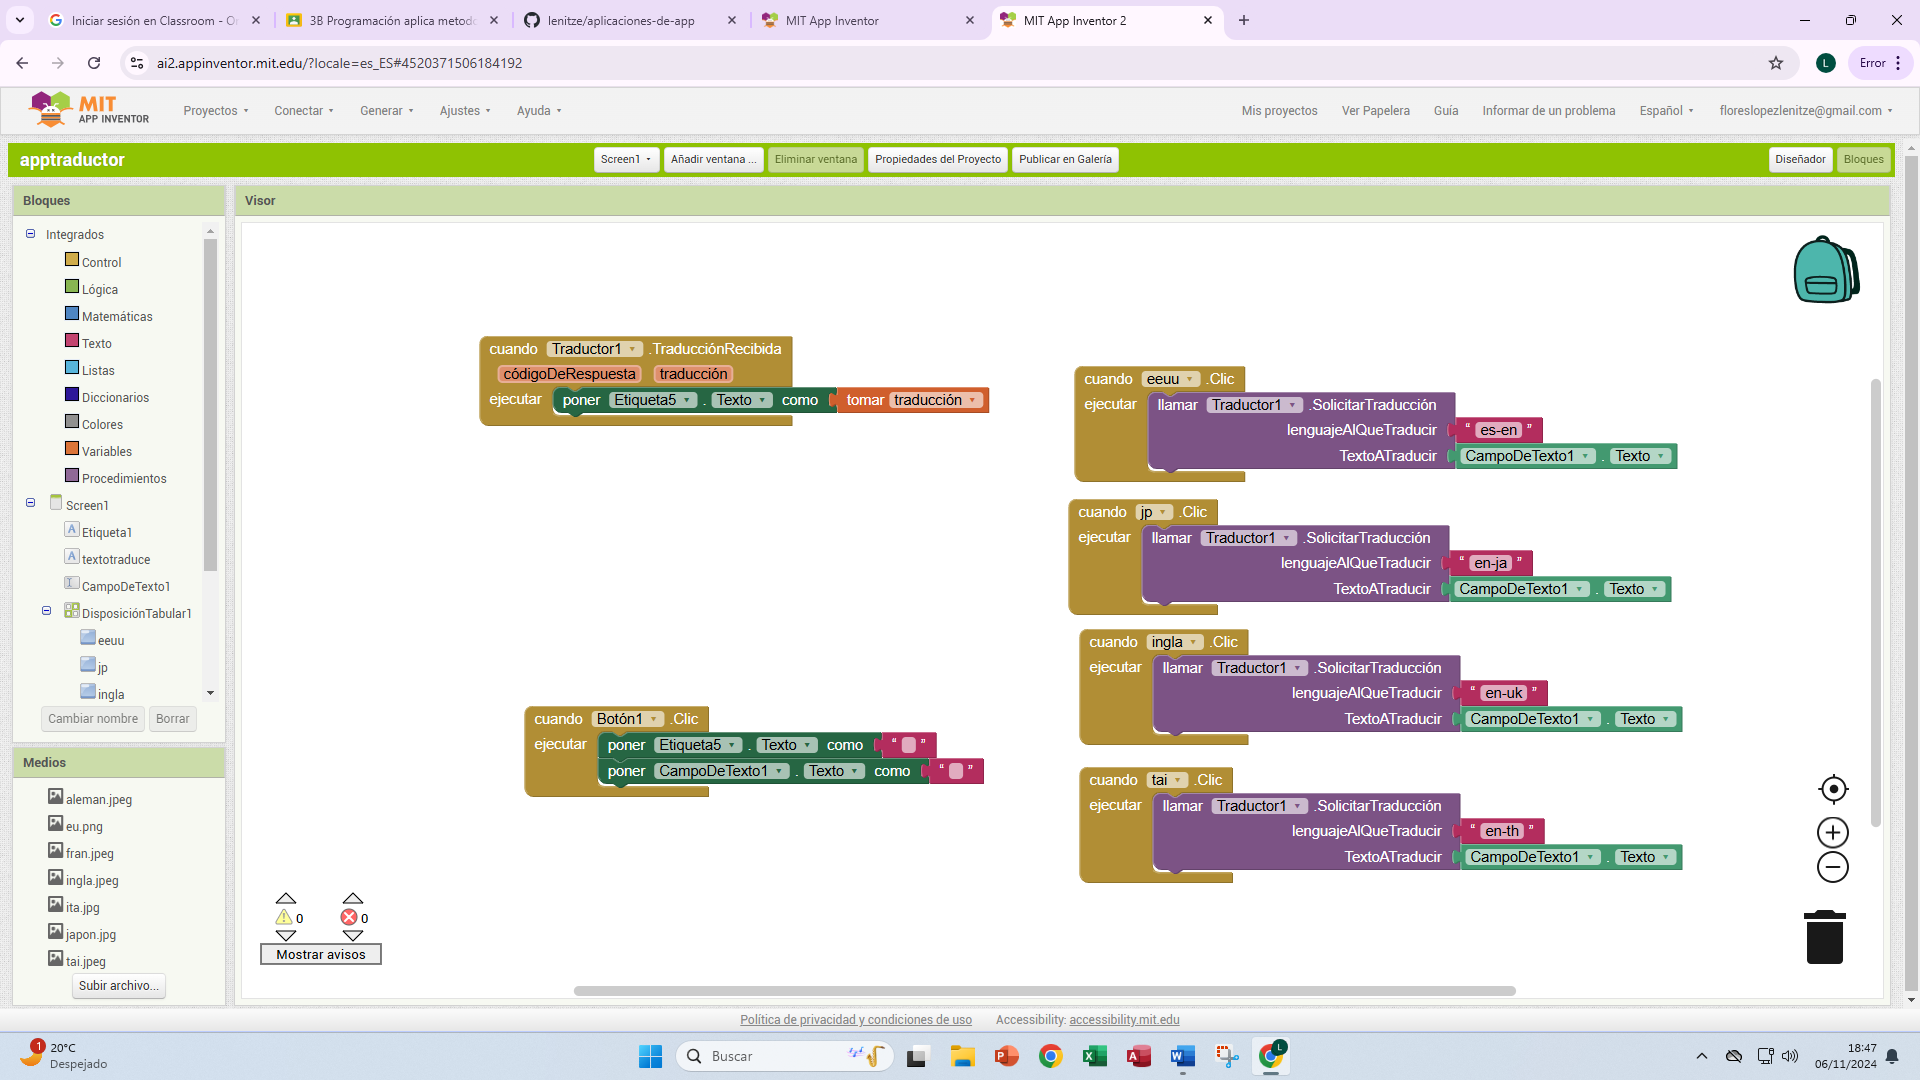 Iniciar sesión en Classroom - Or
3B Programación aplica metodo
lenitze/aplicaciones-de-app
MIT App Inventor
MIT App Inventor 2
ai2.appinventor.mit.edu/?locale=es_ES#4520371506184192
L
Error
MIT
APP INVENTOR
Proyectos
Conectar
Generar
Ajustes
Ayuda
Mis proyectos
Ver Papelera
Guía
Informar de un problema
Español
floreslopezlenitze@gmail.com
apptraductor
Screen1
Añadir ventana ...
Eliminar ventana
Propiedades del Proyecto
Publicar en Galería
Diseñador
Bloques
Bloques
Integrados
Control
Lógica
Matemáticas
Texto
Listas
Diccionarios
Colores
Variables
Procedimientos
Screen1
Etiqueta1
textotraduce
CampoDeTexto1
DisposiciónTabular1
eeuu
jp
ingla
Cambiar nombre
Borrar
Medios
aleman.jpeg
eu.png
fran.jpeg
ingla.jpeg
ita.jpg
japon.jpg
tai.jpeg
Subir archivo...
Visor
cuando Traductor1 .TraducciónRecibida
códigoDeRespuesta traducción
ejecutar poner Etiqueta5 . Texto como tomar traducción
cuando Botón1 .Clic
ejecutar poner Etiqueta5 . Texto como “ ”
poner CampoDeTexto1 . Texto como “ ”
cuando eeuu .Clic
ejecutar llamar Traductor1 .SolicitarTraducción
lenguajeAlQueTraducir “ es-en ”
TextoATraducir CampoDeTexto1 . Texto
cuando jp .Clic
ejecutar llamar Traductor1 .SolicitarTraducción
lenguajeAlQueTraducir “ en-ja ”
TextoATraducir CampoDeTexto1 . Texto
cuando ingla .Clic
ejecutar llamar Traductor1 .SolicitarTraducción
lenguajeAlQueTraducir “ en-uk ”
TextoATraducir CampoDeTexto1 . Texto
cuando tai .Clic
ejecutar llamar Traductor1 .SolicitarTraducción
lenguajeAlQueTraducir “ en-th ”
TextoATraducir CampoDeTexto1 . Texto
0
0
Mostrar avisos
Política de privacidad y condiciones de uso
Accessibility: accessibility.mit.edu
1
20°C
Despejado
Buscar
L
18:47
06/11/2024